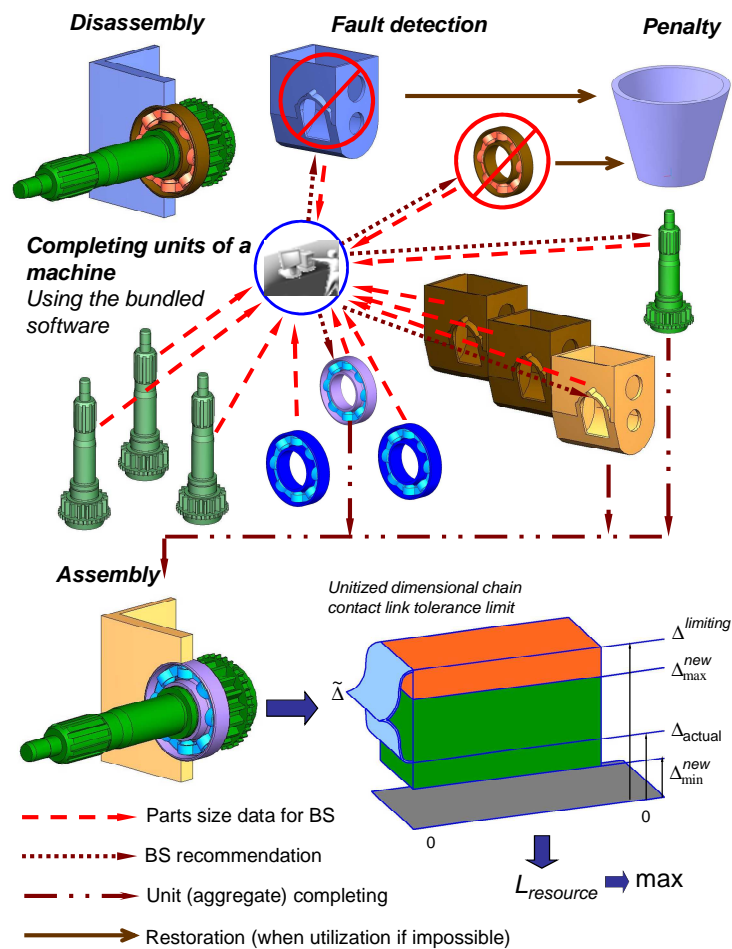 Disassembly
Fault detection
Penalty
Completing units of a
machine
Using the bundled
software
Assembly
Unitized dimensional chain
contact link tolerance limit
Δ^limiting
Δ^new_max
Δ̃
Δ_actual
Δ^new_min
0
0
L_resource
max
Parts size data for BS
BS recommendation
Unit (aggregate) completing
Restoration (when utilization if impossible)